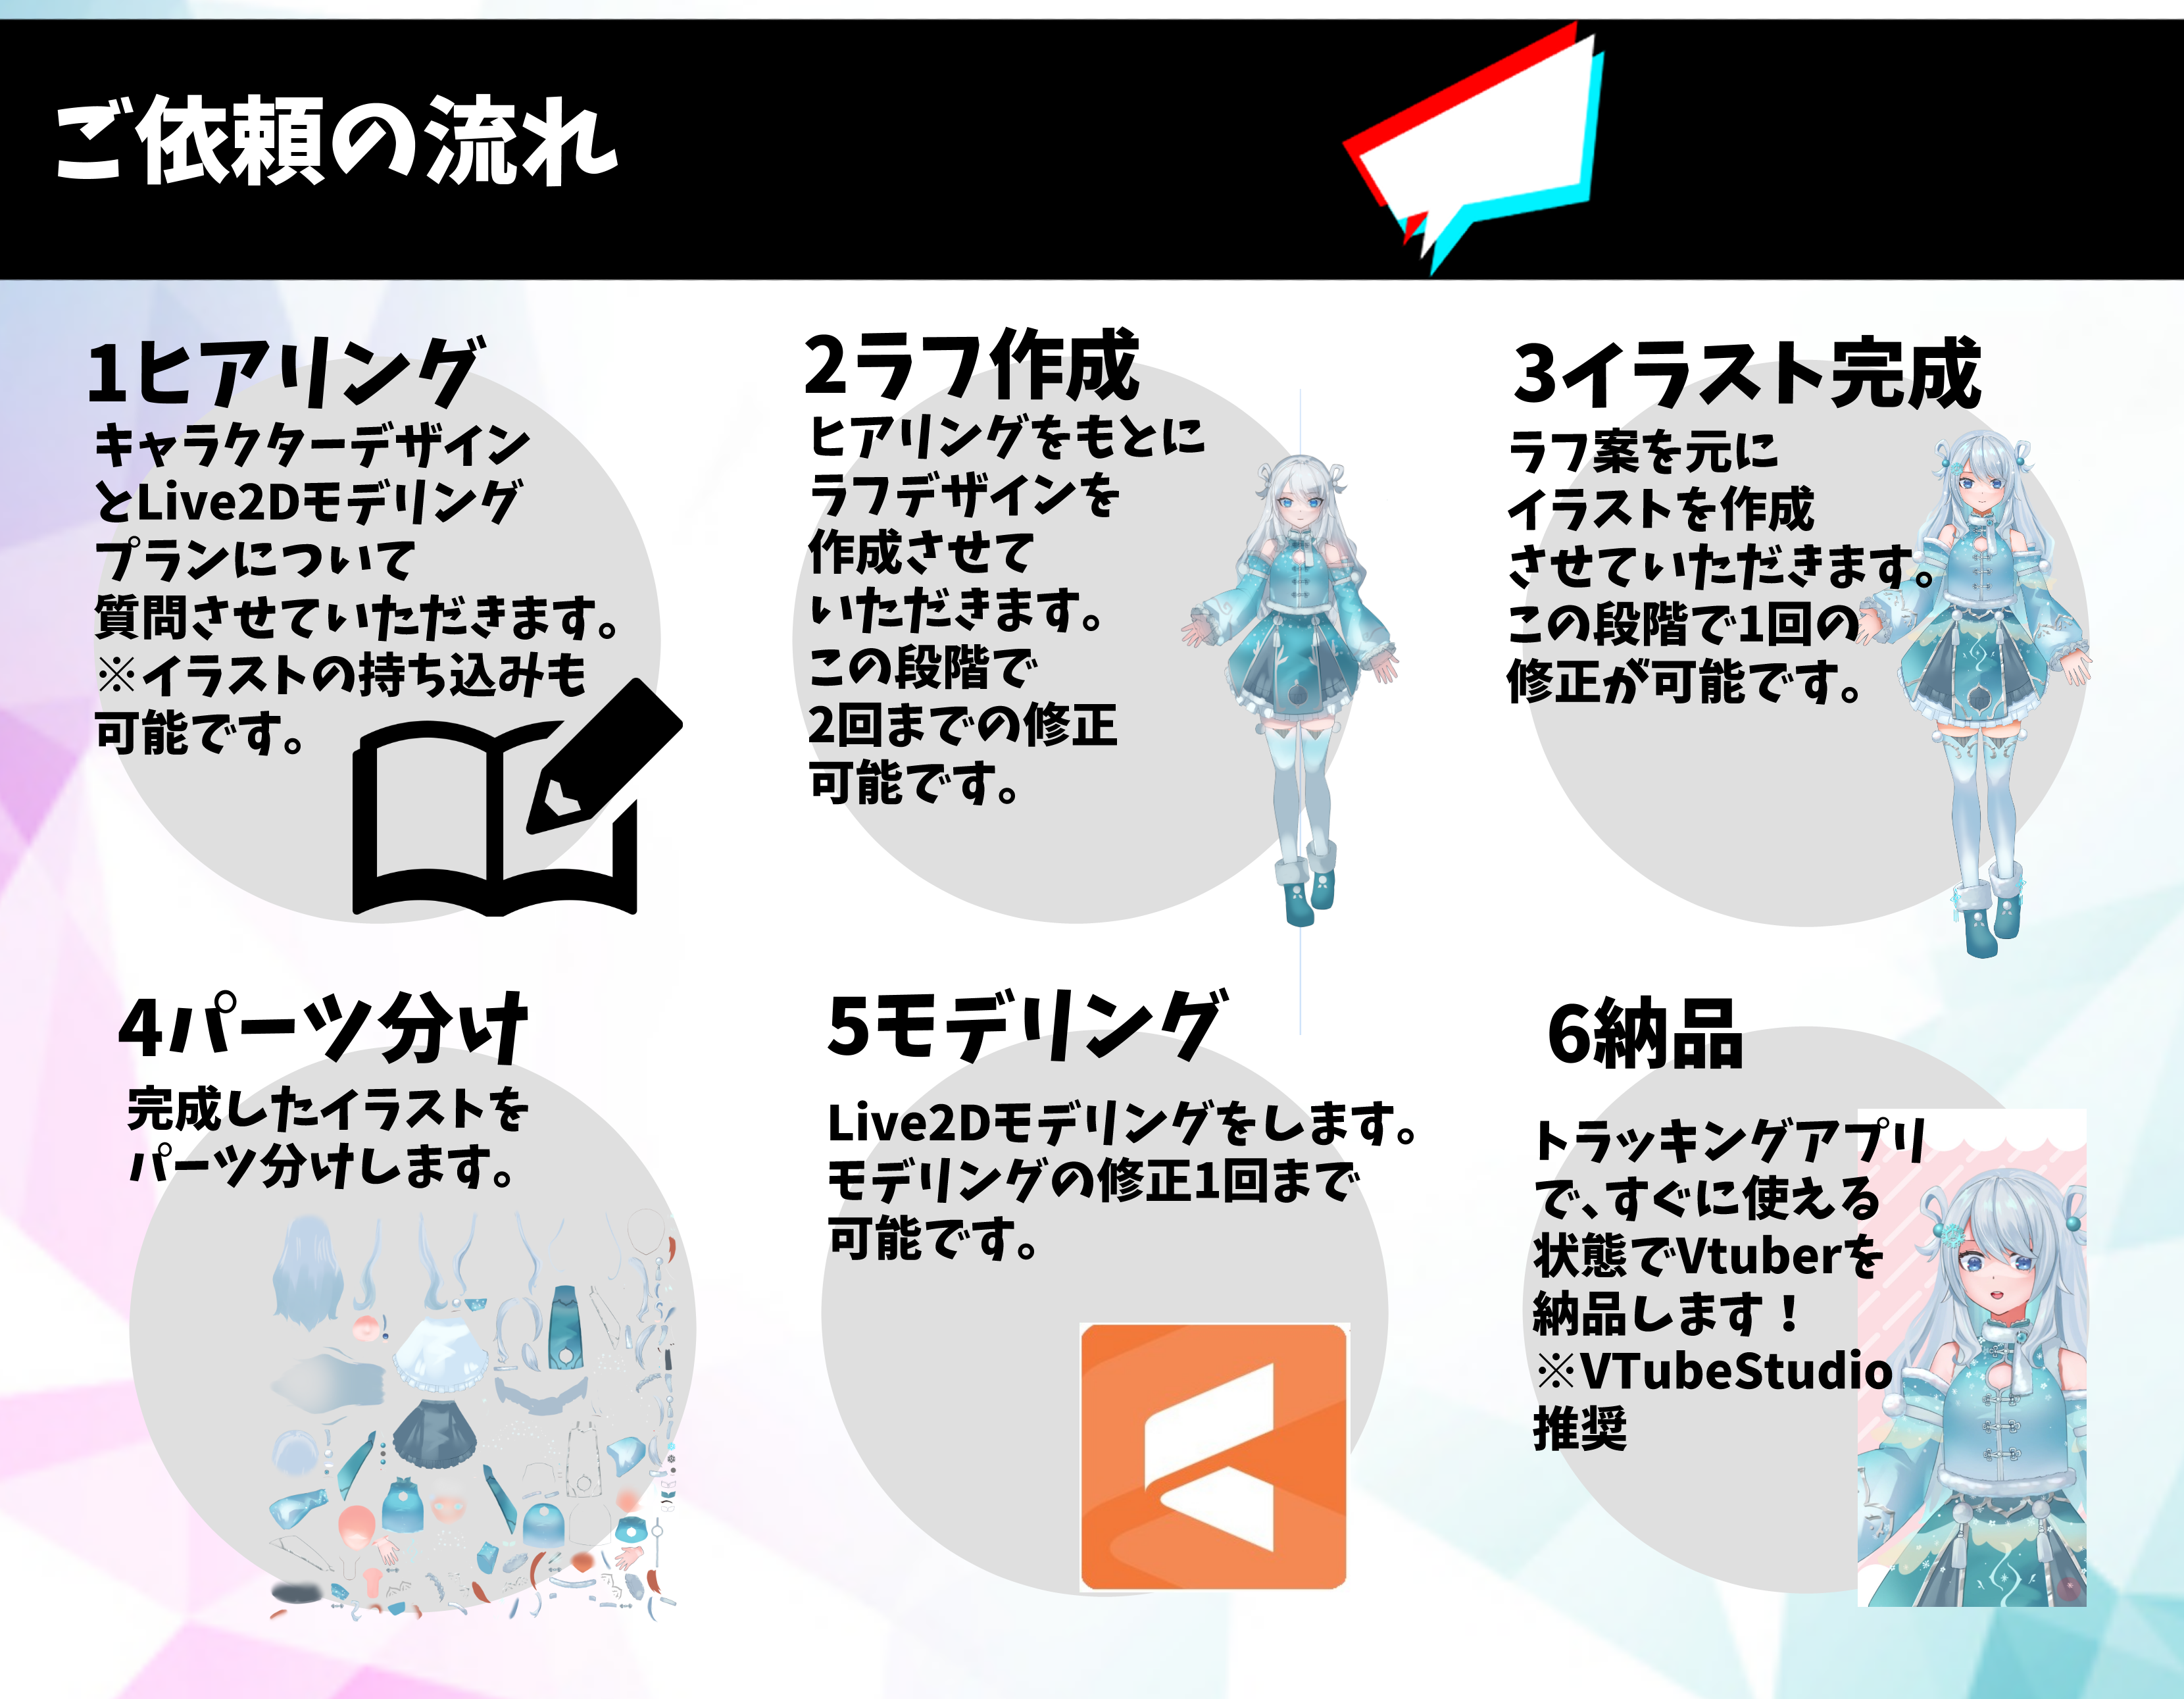 ご依頼の流れ
1ヒアリング
キャラクターデザイン
とLive2Dモデリング
プランについて
質問させていただきます。
※イラストの持ち込みも
可能です。
2ラフ作成
ヒアリングをもとに
ラフデザインを
作成させて
いただきます。
この段階で
2回までの修正
可能です。
3イラスト完成
ラフ案を元に
イラストを作成
させていただきます。
この段階で1回の
修正が可能です。
4パーツ分け
完成したイラストを
パーツ分けします。
5モデリング
Live2Dモデリングをします。
モデリングの修正1回まで
可能です。
6納品
トラッキングアプリ
で、すぐに使える
状態でVtuberを
納品します！
※VTubeStudio
推奨